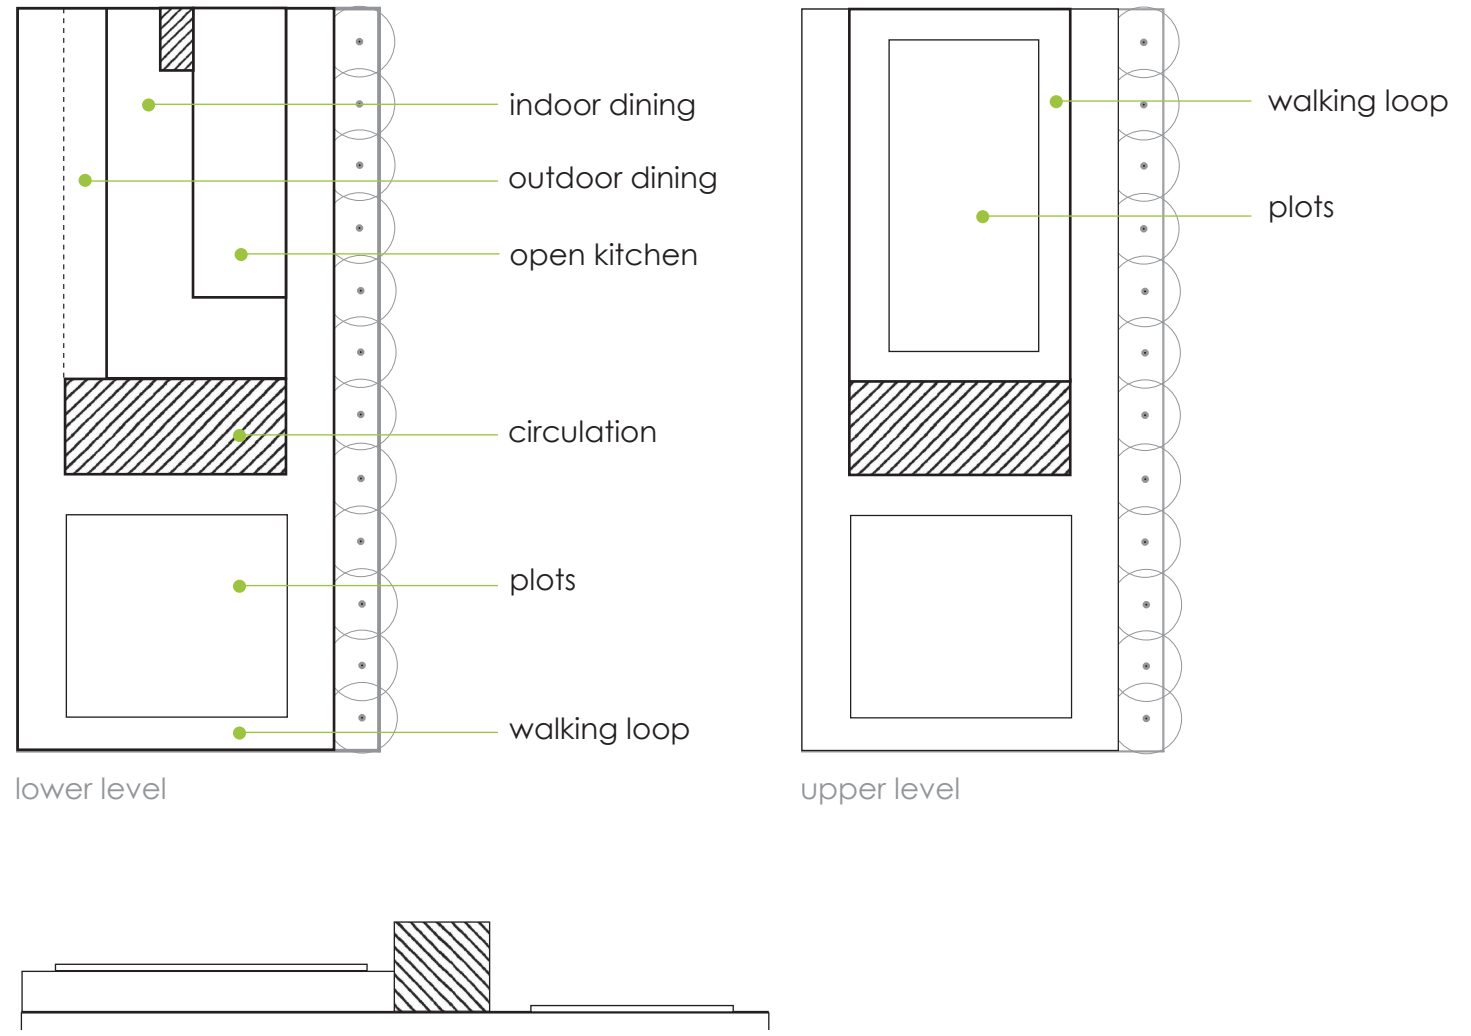 indoor dining
outdoor dining
open kitchen
circulation
plots
walking loop
lower level
walking loop
plots
upper level